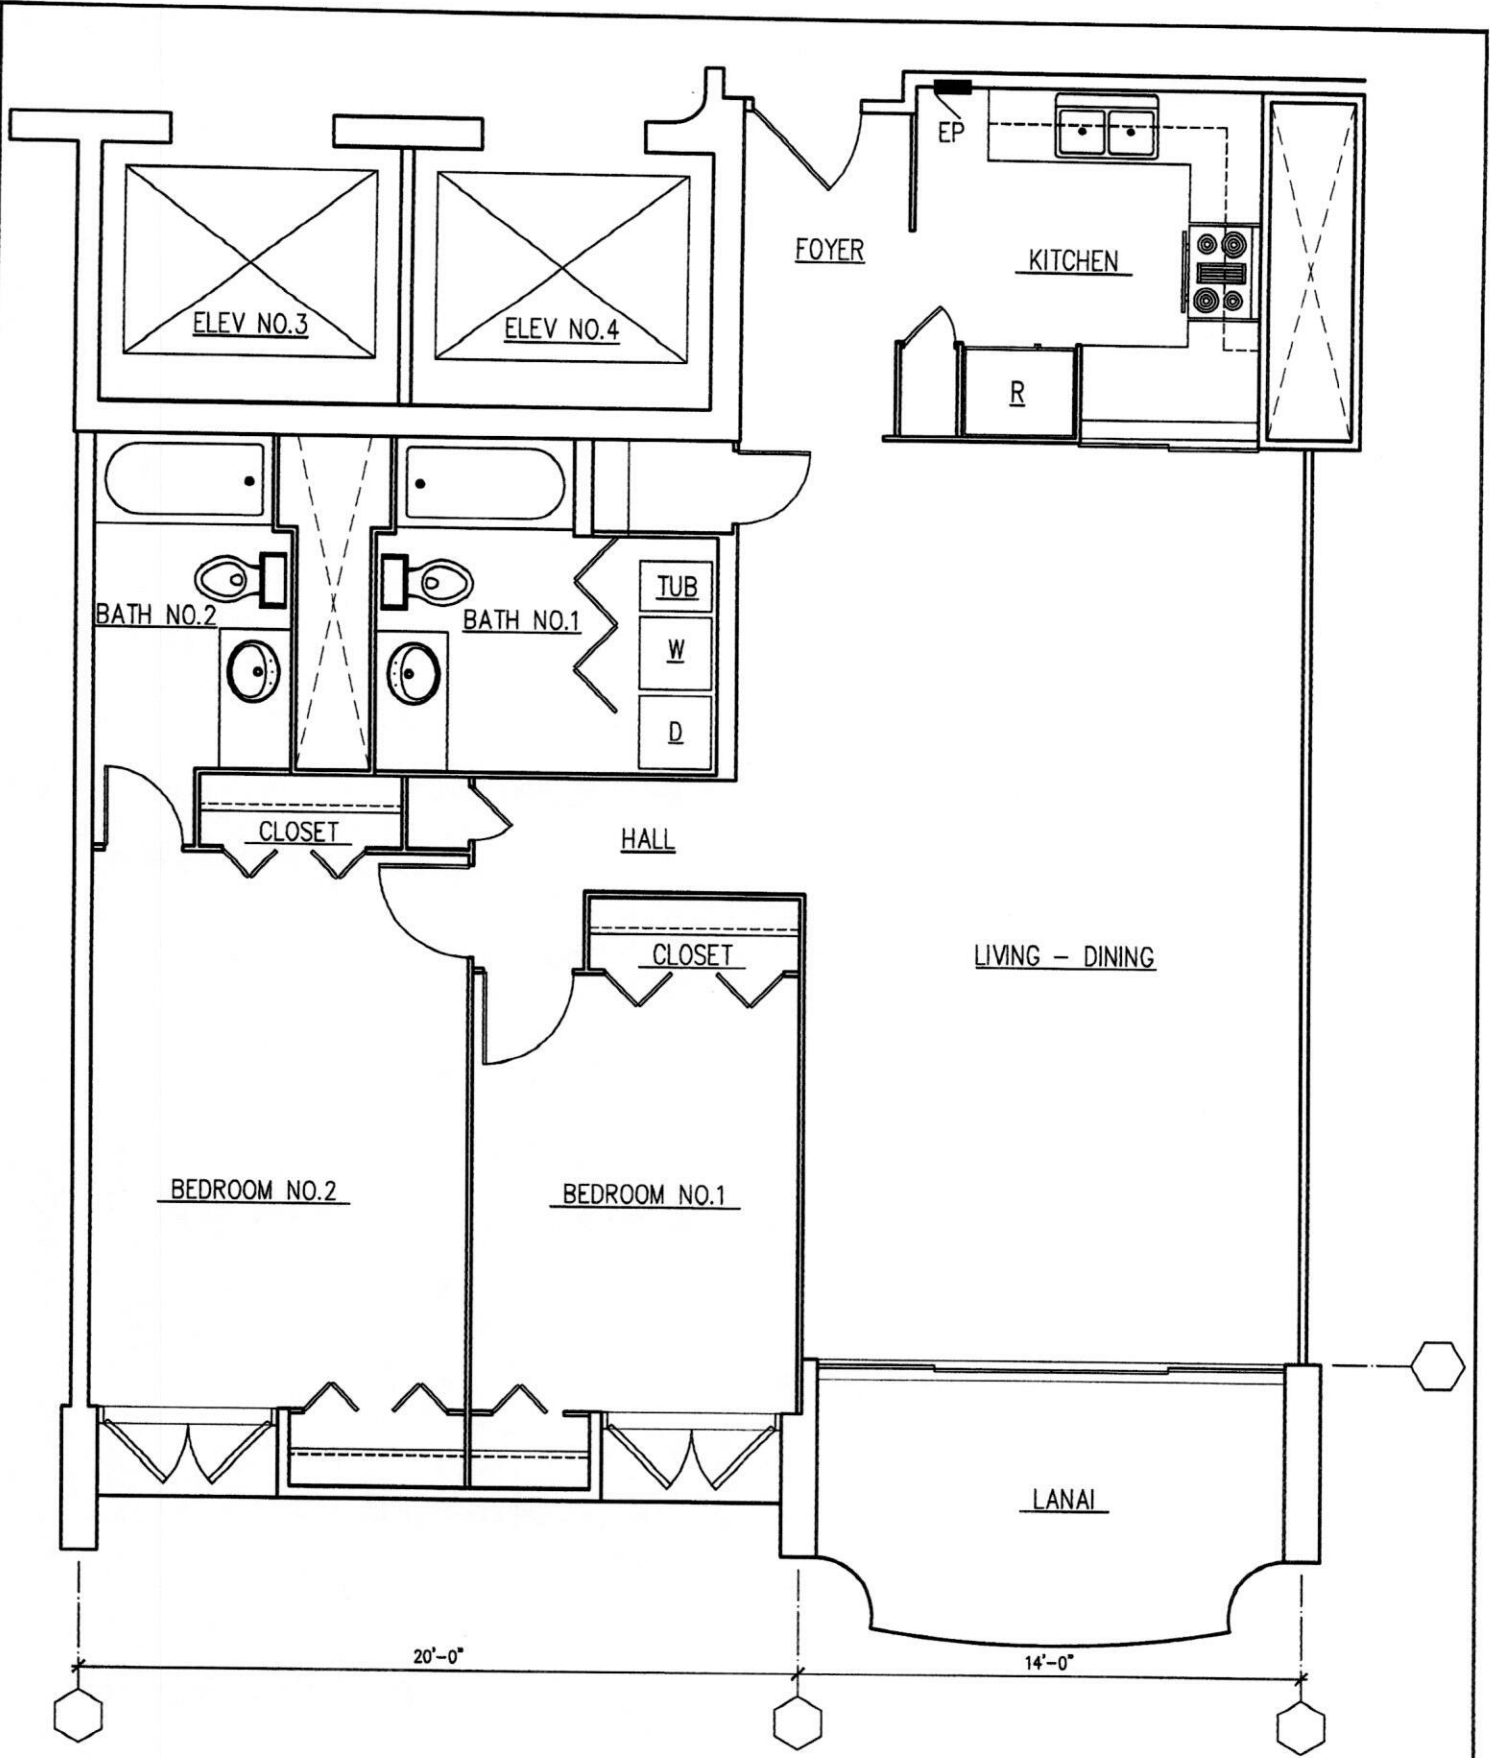 EP
FOYER
KITCHEN
ELEV NO.3
ELEV NO.4
R
TUB
BATH NO.2
BATH NO.1
W
D
CLOSET
HALL
CLOSET
LIVING – DINING
BEDROOM NO.2
BEDROOM NO.1
LANAI
20'-0"
14'-0"